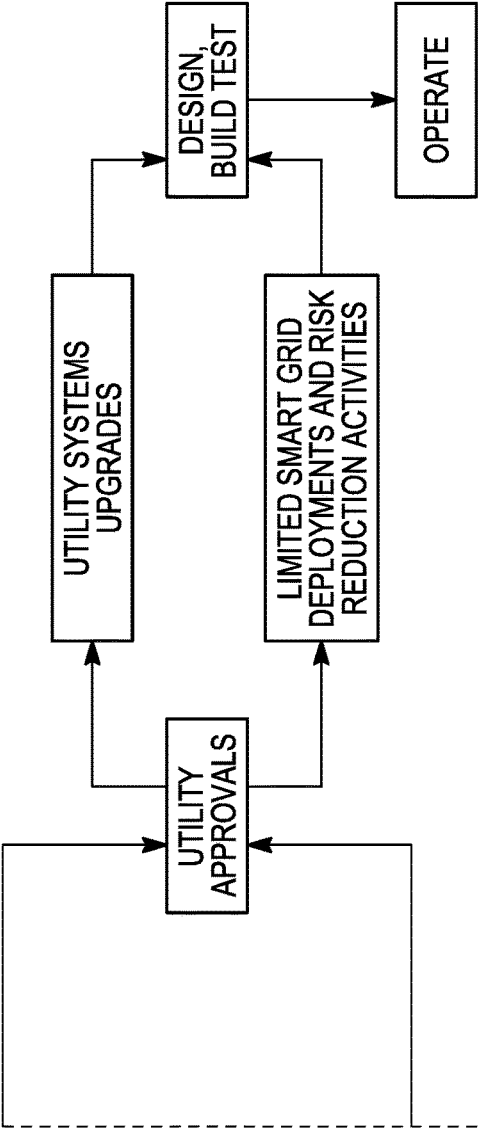 UTILITY
APPROVALS
UTILITY SYSTEMS
UPGRADES
LIMITED SMART GRID
DEPLOYMENTS AND RISK
REDUCTION ACTIVITIES
DESIGN,
BUILD TEST
OPERATE